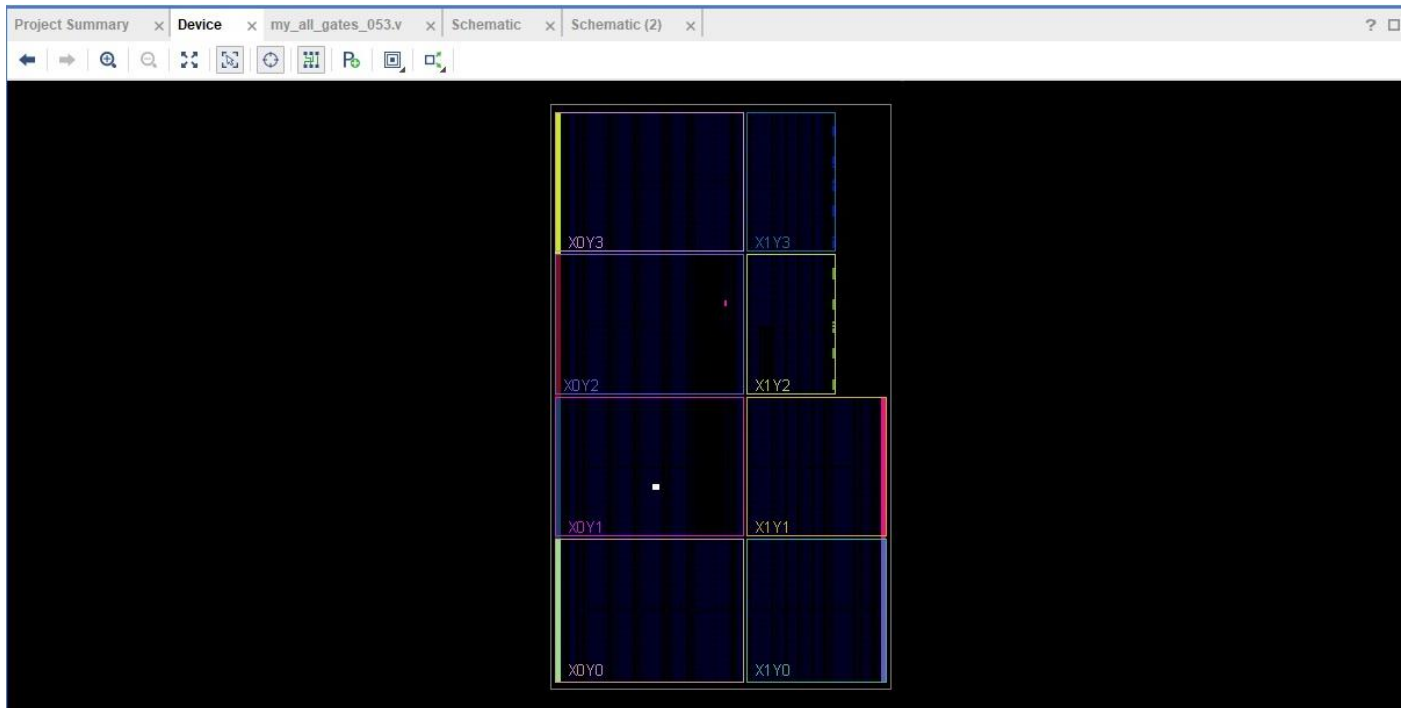 Project Summary Device my_all_gates_053.v Schematic Schematic (2) ?
X0Y3 X1Y3
X0Y2 X1Y2
X0Y1 X1Y1
X0Y0 X1Y0